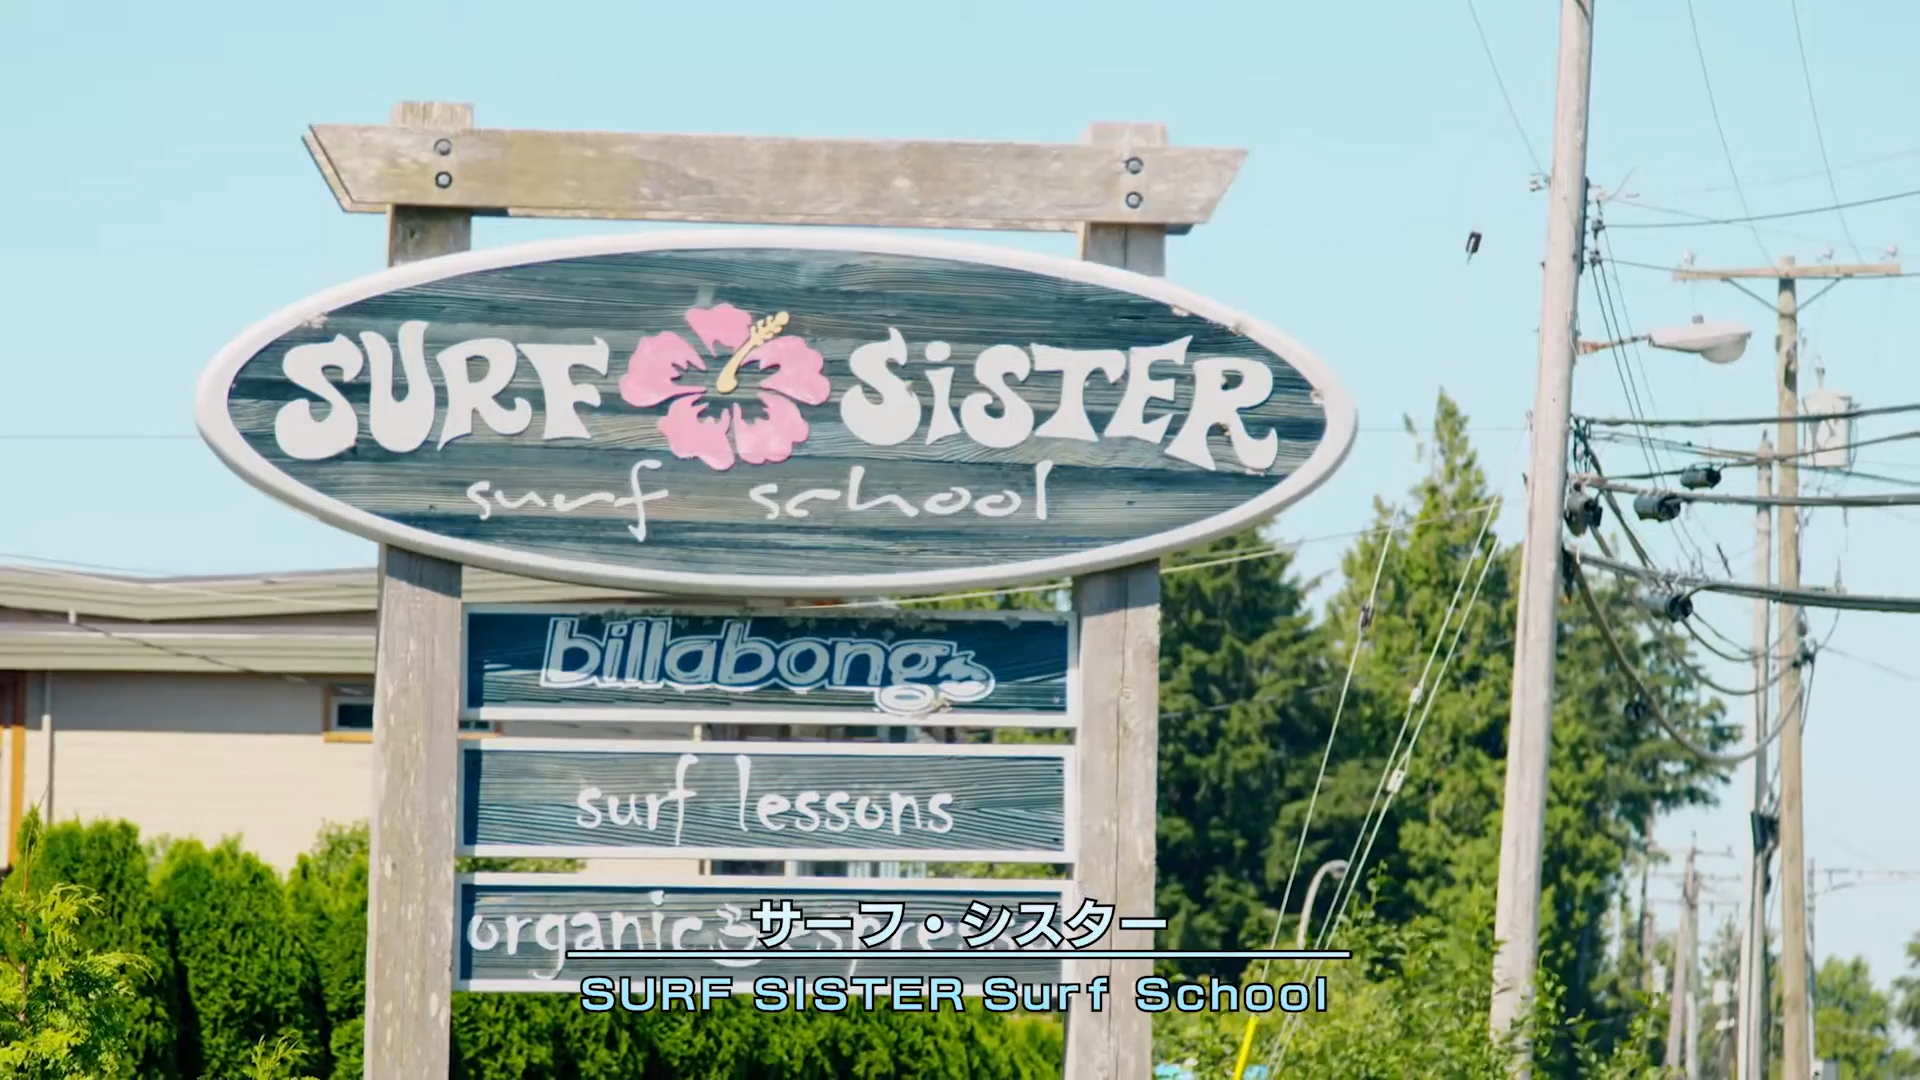 SURF SiSTER
surf school
billabong
surf lessons
organic
サーフ・シスター
SURF SISTER Surf School